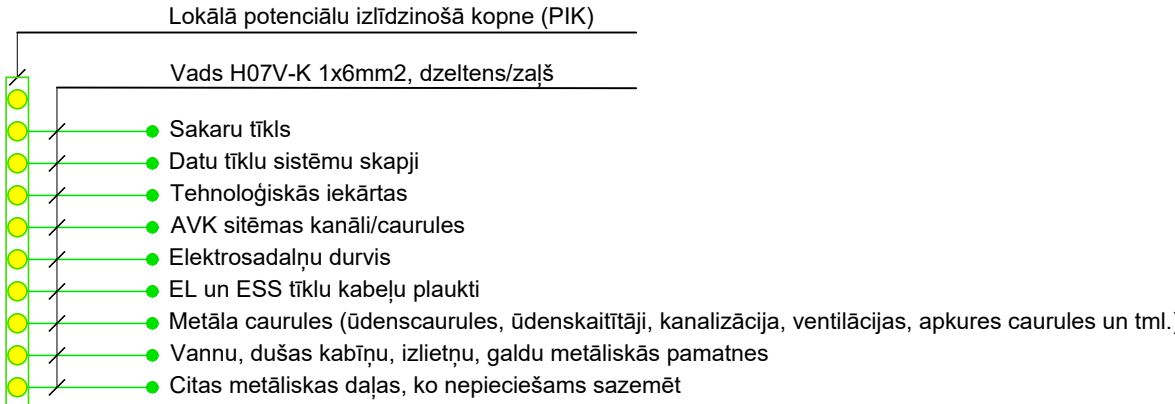 Lokālā potenciālu izlīdzinošā kopne (PIK)
Vads H07V-K 1x6mm2, dzeltens/zaļš
Sakaru tīkls
Datu tīklu sistēmu skapji
Tehnoloģiskās iekārtas
AVK sitēmas kanāli/caurules
Elektrosadalņu durvis
EL un ESS tīklu kabeļu plaukti
Metāla caurules (ūdenscaurules, ūdenskaitītāji, kanalizācija, ventilācijas, apkures caurules un tml.)
Vannu, dušas kabīņu, izlietņu, galdu metāliskās pamatnes
Citas metāliskas daļas, ko nepieciešams sazemēt